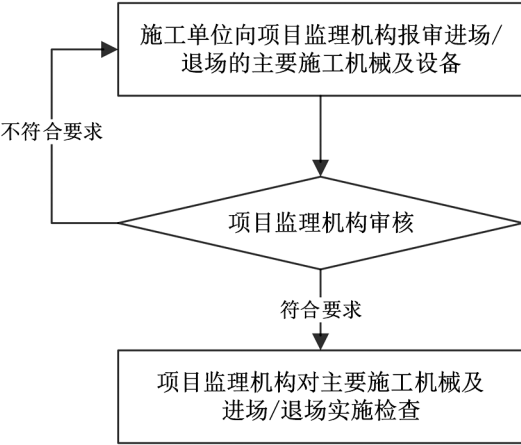 施工单位向项目监理机构报审进场/
退场的主要施工机械及设备
不符合要求
项目监理机构审核
符合要求
项目监理机构对主要施工机械及
进场/退场实施检查